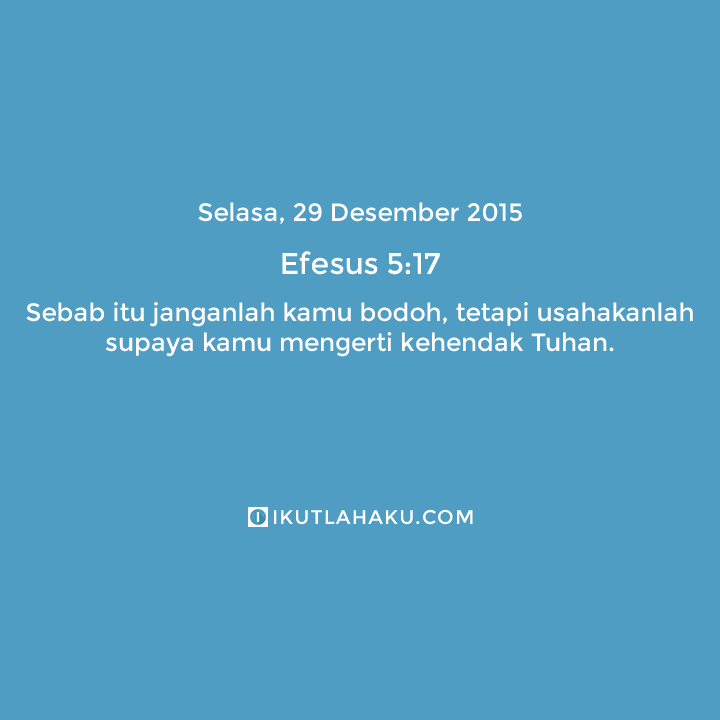 Selasa, 29 Desember 2015
Efesus 5:17
Sebab itu janganlah kamu bodoh, tetapi usahakanlah
supaya kamu mengerti kehendak Tuhan.
IKUTLAHAKU.COM